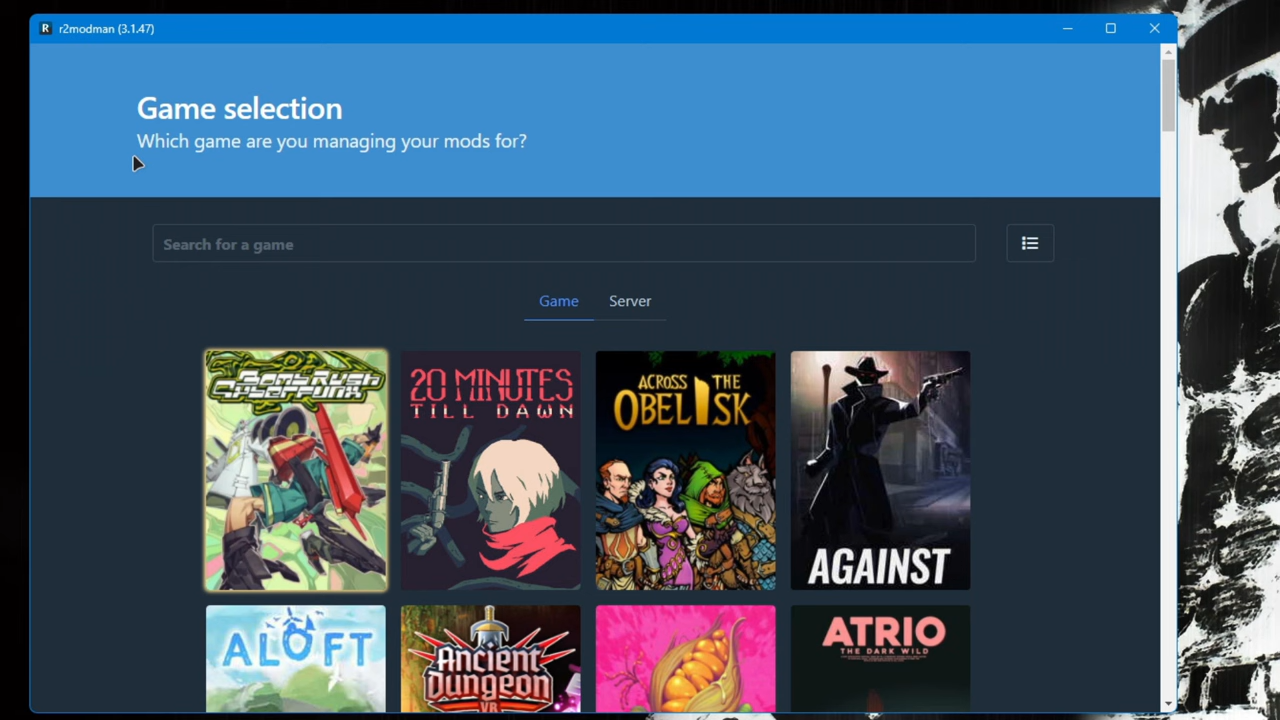 R r2modman (3.1.47)
Game selection
Which game are you managing your mods for?
Search for a game
Game Server
BOMB RUSH
CYBERFUNK
20 MINUTES
TILL DAWN
ACROSS THE
OBELISK
AGAINST
ALOFT
Ancient
Dungeon
VR
ATRIO
THE DARK WILD